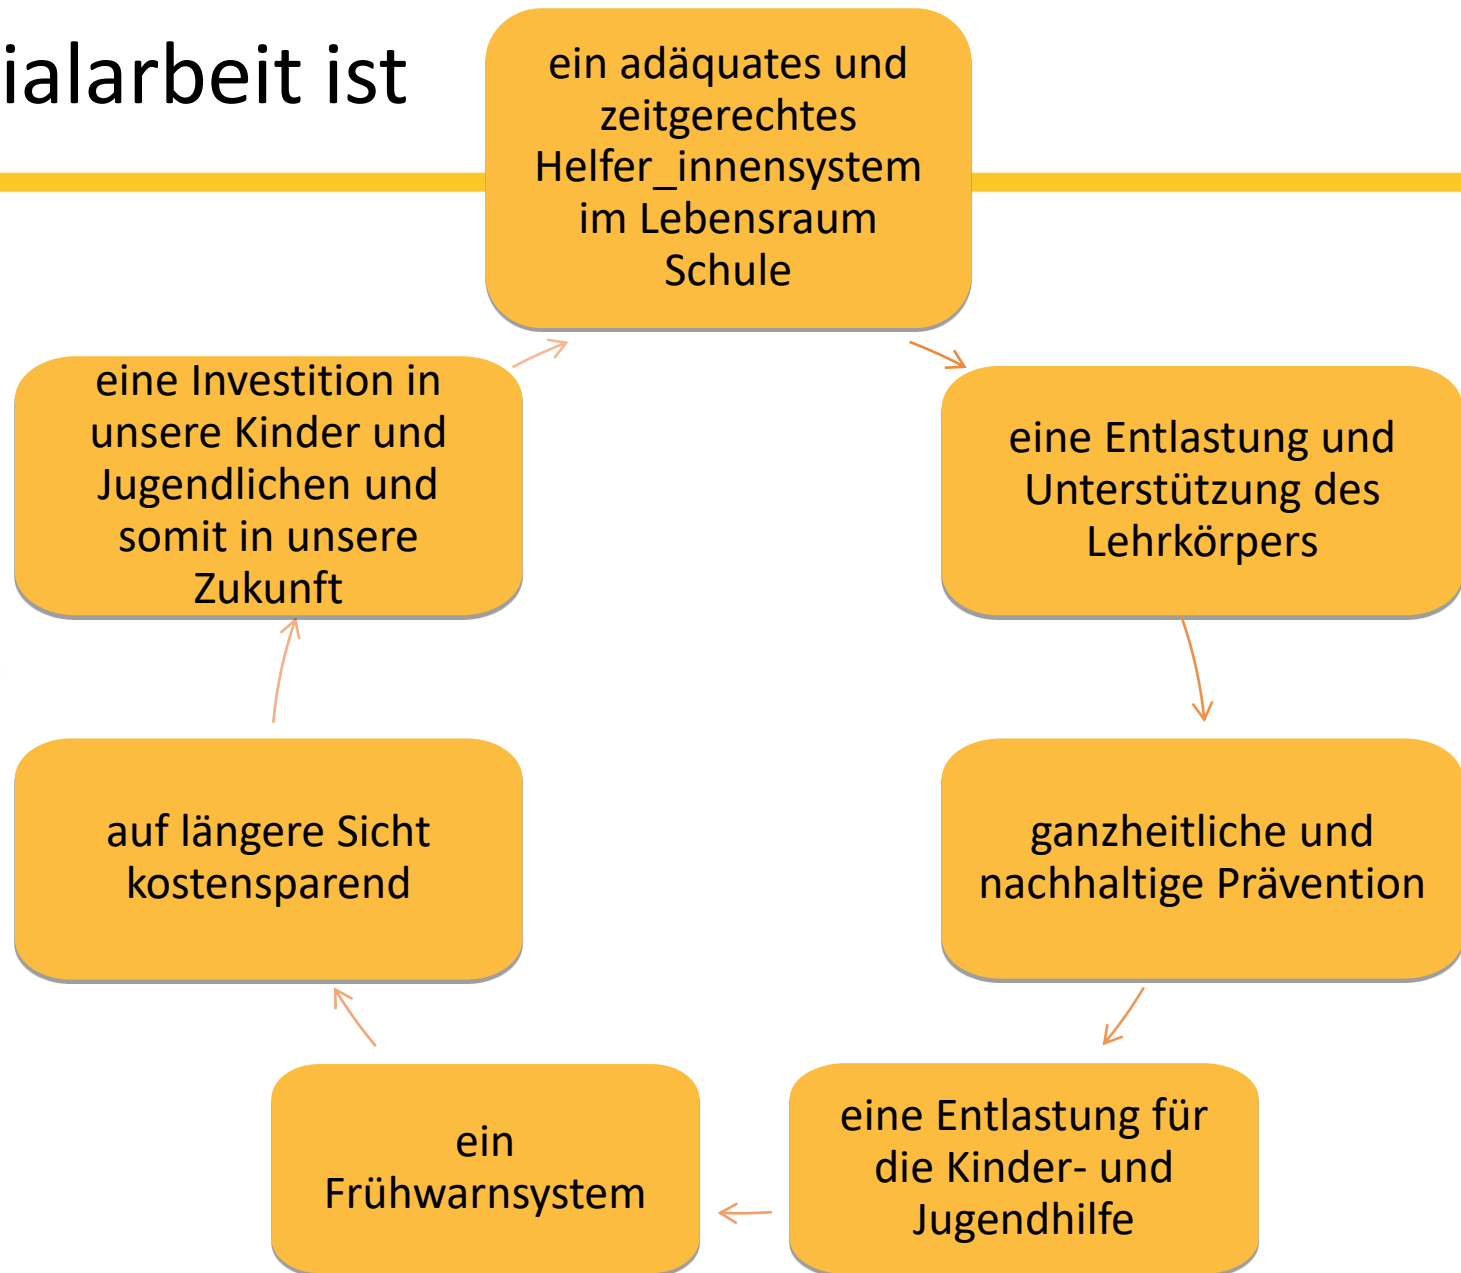 ialarbeit ist
ein adäquates und
zeitgerechtes
Helfer_innensystem
im Lebensraum
Schule
eine Entlastung und
Unterstützung des
Lehrkörpers
ganzheitliche und
nachhaltige Prävention
eine Entlastung für
die Kinder- und
Jugendhilfe
ein
Frühwarnsystem
auf längere Sicht
kostensparend
eine Investition in
unsere Kinder und
Jugendlichen und
somit in unsere
Zukunft